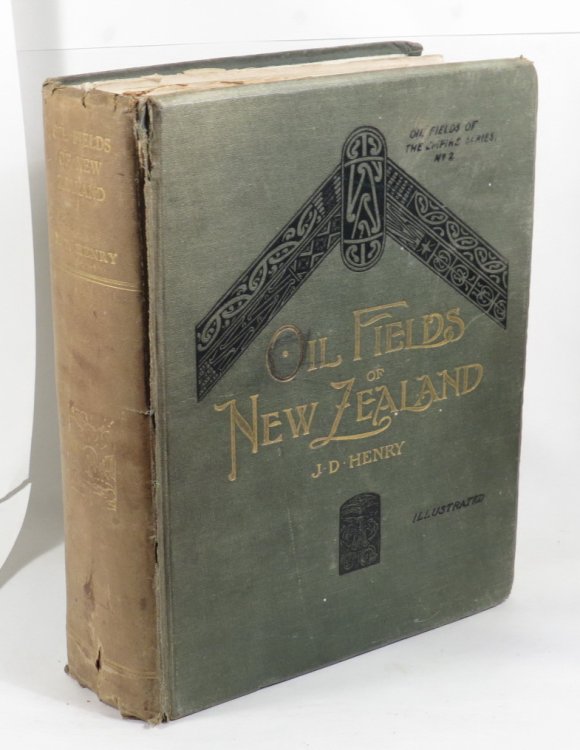 OIL FIELDS
OF NEW
ZEALAND
HENRY
OIL FIELDS OF
THE EMPIRE SERIES,
Nº 2
OIL FIELDS
OF
NEW ZEALAND
J·D·HENRY
ILLUSTRATED